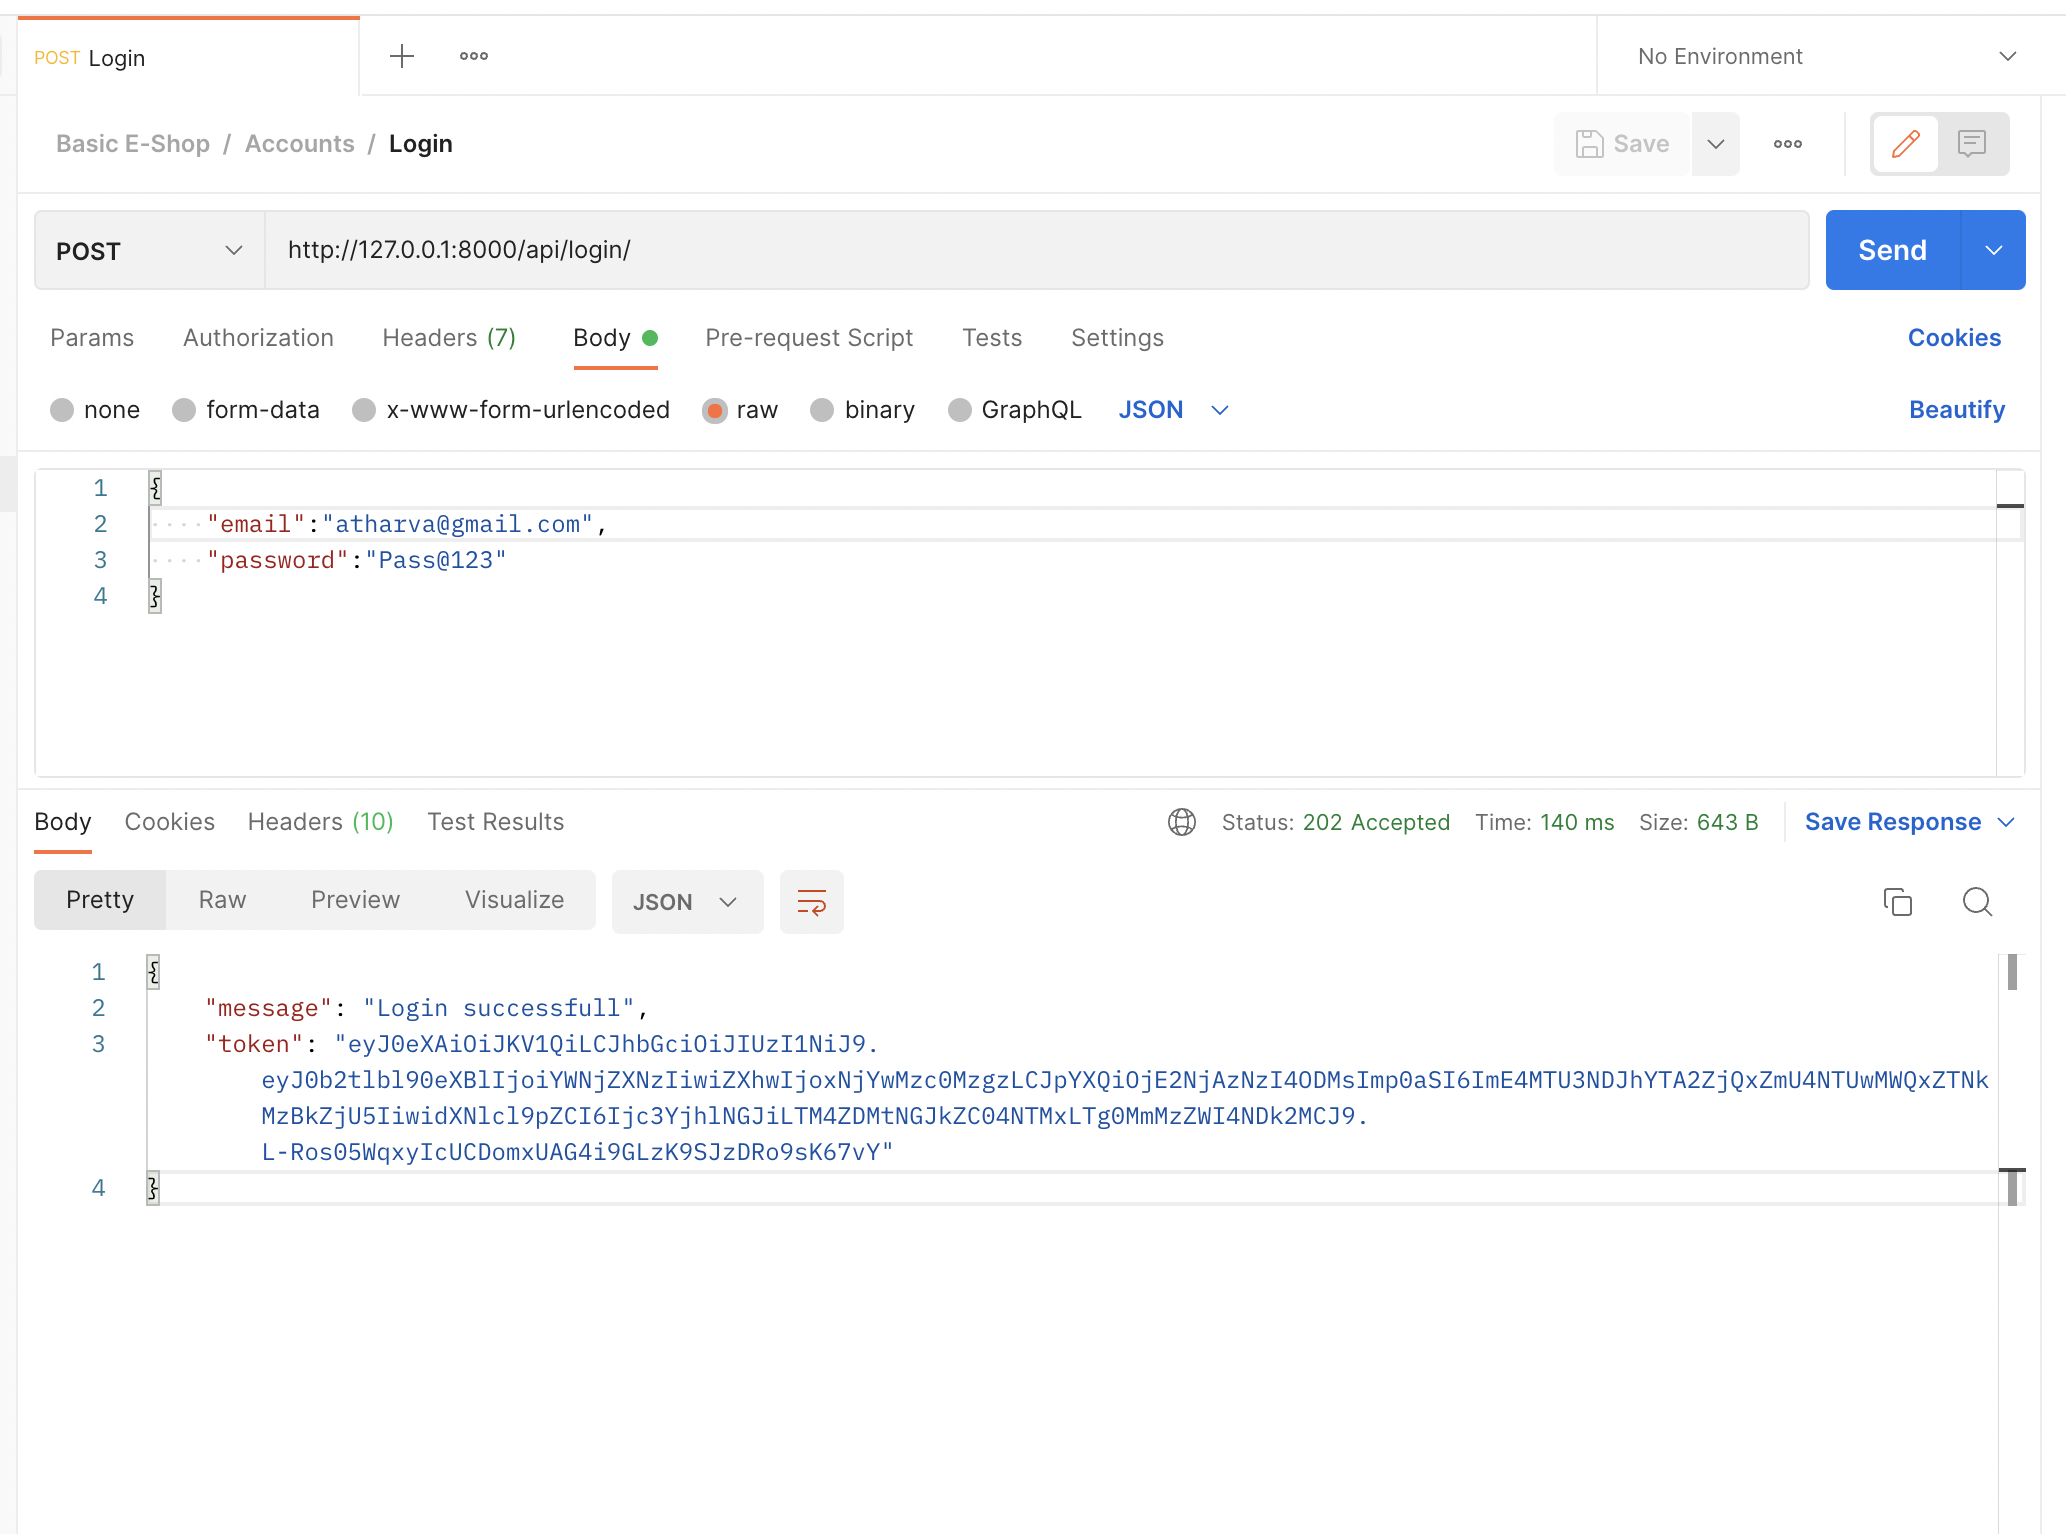 POST Login
No Environment
Basic E-Shop / Accounts / Login
Save
POST http://127.0.0.1:8000/api/login/ Send
Params Authorization Headers (7) Body Pre-request Script Tests Settings Cookies
none form-data x-www-form-urlencoded raw binary GraphQL JSON Beautify
1 {
2 "email":"atharva@gmail.com",
3 "password":"Pass@123"
4 }
Body Cookies Headers (10) Test Results Status: 202 Accepted Time: 140 ms Size: 643 B Save Response
Pretty Raw Preview Visualize JSON
1 {
2 "message": "Login successfull",
3 "token": "eyJ0eXAiOiJKV1QiLCJhbGciOiJIUzI1NiJ9.
eyJ0b2tlbl90eXBlIjoiYWNjZXNzIiwiZXhwIjoxNjYwMzc0MzgzLCJpYXQiOjE2NjAzNzI4ODMsImp0aSI6ImE4MTU3NDJhYTA2ZjQxZmU4NTUwMWQxZTNk
MzBkZjU5IiwidXNlcl9pZCI6Ijc3YjhlNGJiLTM4ZDMtNGJkZC04NTMxLTg0MmMzZWI4NDk2MCJ9.
L-Ros05WqxyIcUCDomxUAG4i9GLzK9SJzDRo9sK67vY"
4 }